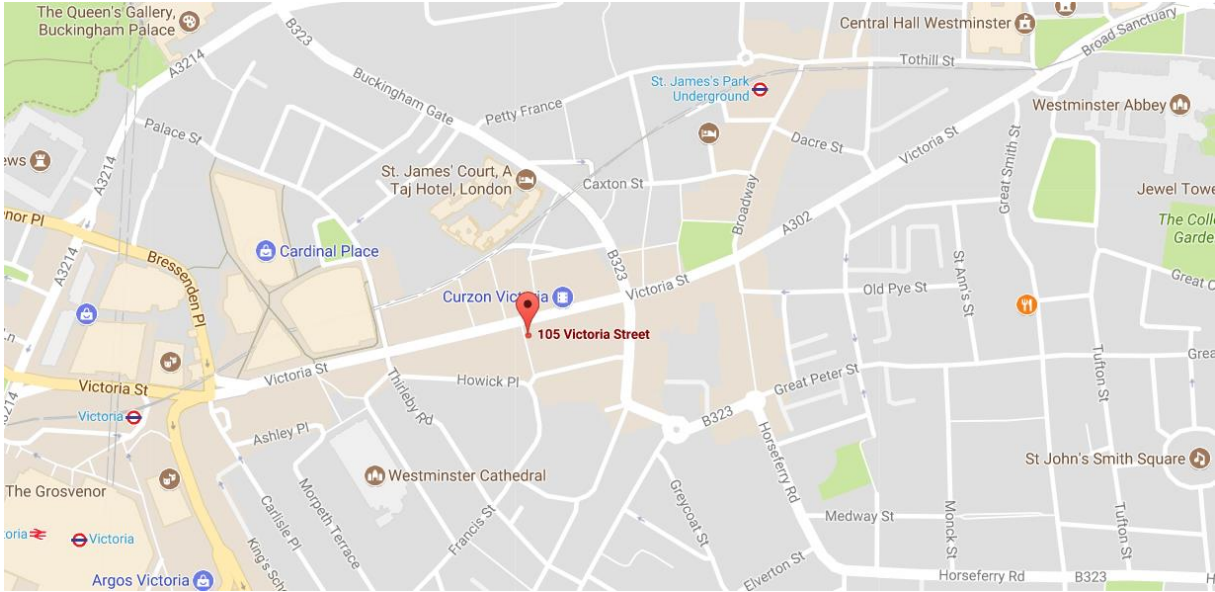 The Queen's Gallery,
Buckingham Palace
A3214
B323
Buckingham Gate
Central Hall Westminster
Broad Sanctuary
Tothill St
St. James's Park
Underground
Westminster Abbey
Petty France
Palace St
Dacre St
Victoria St
Great Smith St
ews
A3214
St. James' Court, A
Taj Hotel, London
Caxton St
Broadway
Jewel Towe
The Colle
Garde
enor Pl
A3214
Bressenden Pl
Cardinal Place
B323
A302
St Ann's St
Great C
Curzon Victoria
Victoria St
Old Pye St
105 Victoria Street
Victoria St
Victoria St
Howick Pl
Great Peter St
Tufton St
Grea
3214
Victoria
Thirleby Rd
Ashley Pl
B323
Horseferry Rd
Westminster Cathedral
St John's Smith Square
The Grosvenor
Carlisle Pl
Morpeth Terrace
Francis St
Greycoat St
Medway St
Monck St
Tufton St
oria
Victoria
King's Scho
Argos Victoria
Elverton St
Horseferry Rd
B323
H